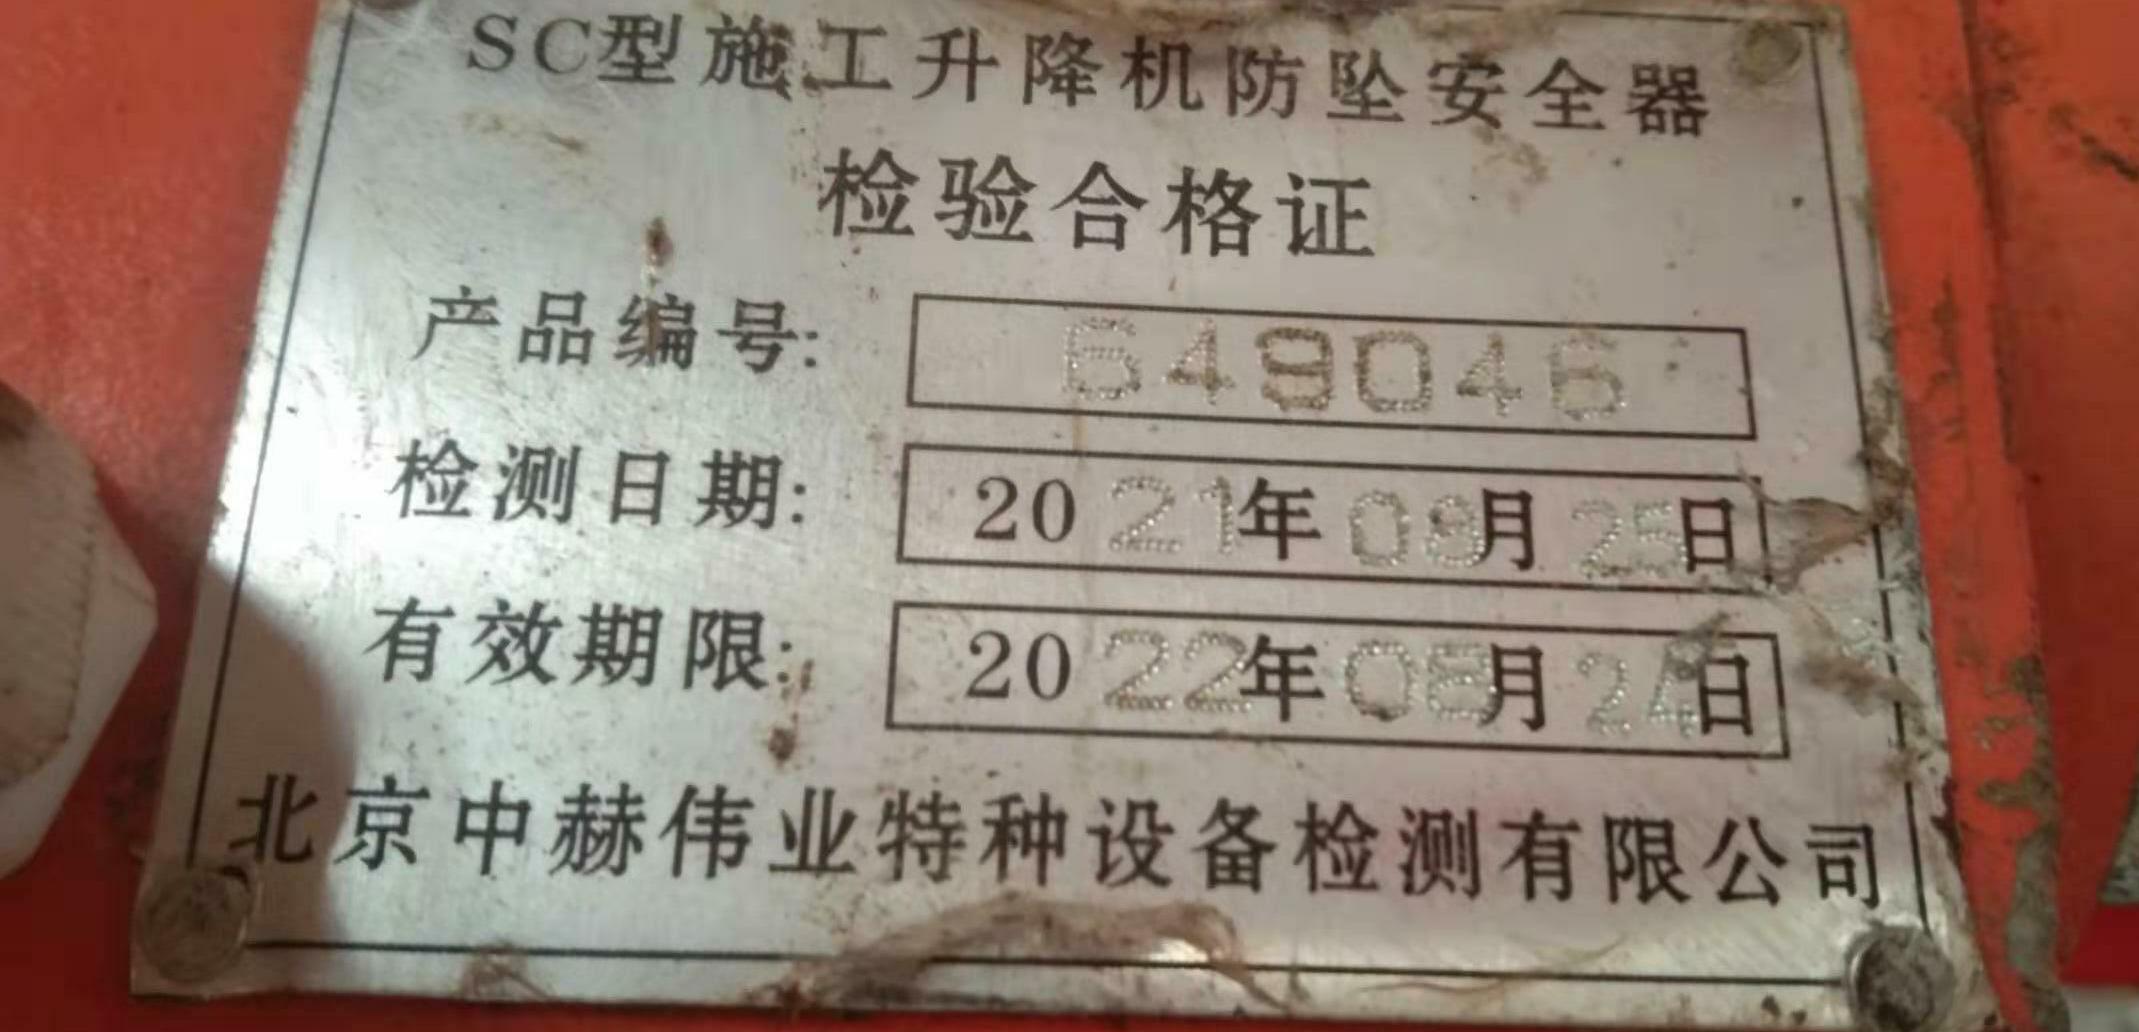 SC型施工升降机防坠安全器
检验合格证
产品编号: 649046
检测日期: 2021年08月25日
有效期限: 2022年08月24日
北京中赫伟业特种设备检测有限公司